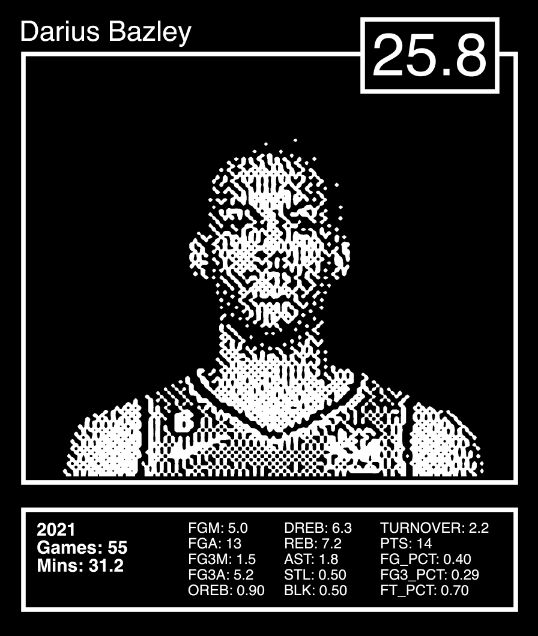 Darius Bazley
25.8
2021
Games: 55
Mins: 31.2
FGM: 5.0
FGA: 13
FG3M: 1.5
FG3A: 5.2
OREB: 0.90
DREB: 6.3
REB: 7.2
AST: 1.8
STL: 0.50
BLK: 0.50
TURNOVER: 2.2
PTS: 14
FG_PCT: 0.40
FG3_PCT: 0.29
FT_PCT: 0.70